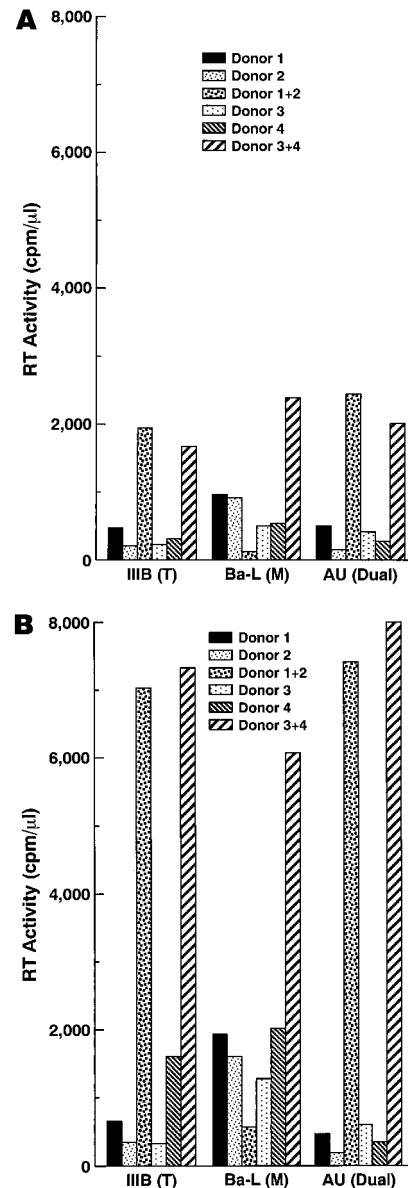 A
8,000
6,000
4,000
2,000
0
RT Activity (cpm/µl)
Donor 1
Donor 2
Donor 1+2
Donor 3
Donor 4
Donor 3+4
IIIB (T) Ba-L (M) AU (Dual)
B
8,000
6,000
4,000
2,000
0
RT Activity (cpm/µl)
Donor 1
Donor 2
Donor 1+2
Donor 3
Donor 4
Donor 3+4
IIIB (T) Ba-L (M) AU (Dual)